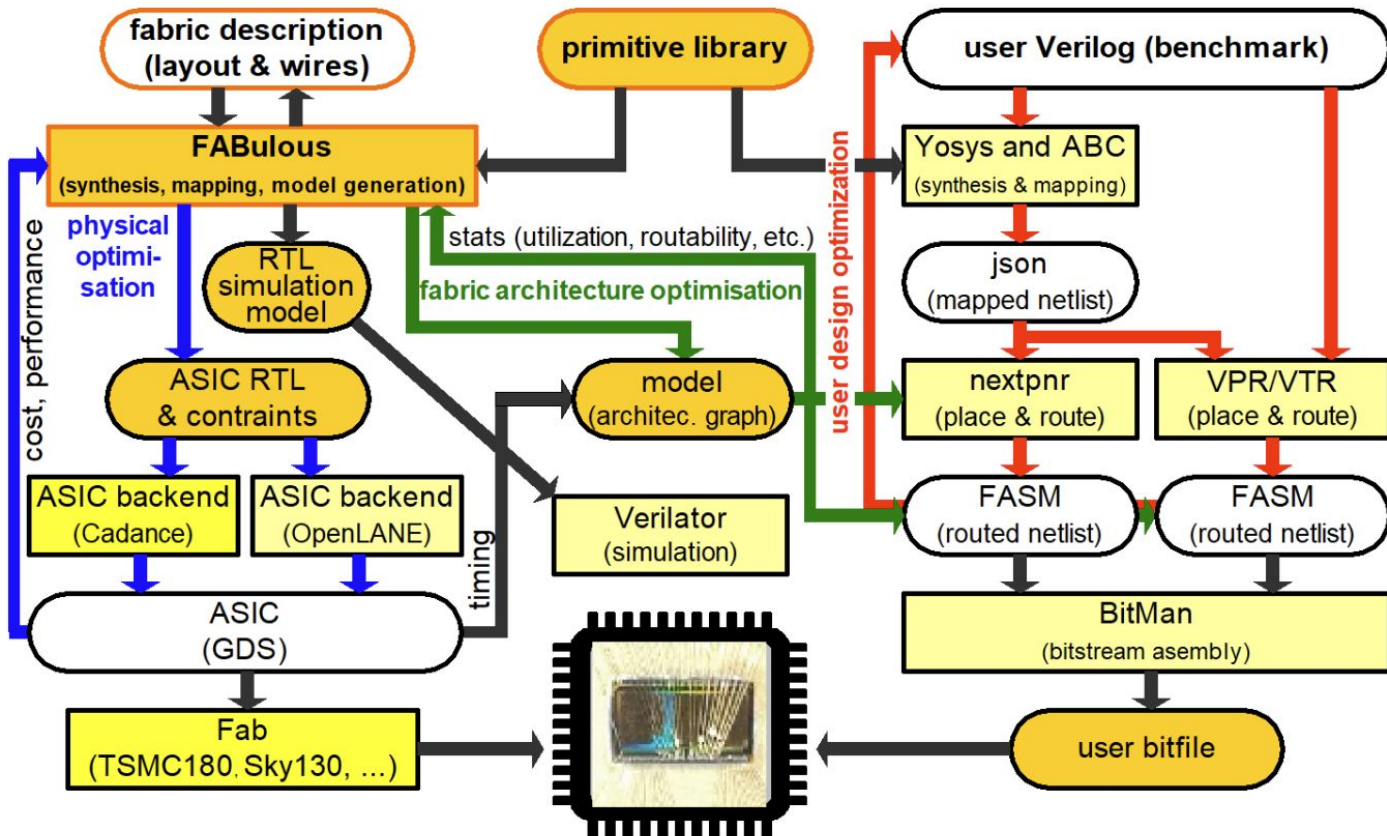 fabric description
(layout & wires)
primitive library
user Verilog (benchmark)
FABulous
(synthesis, mapping, model generation)
Yosys and ABC
(synthesis & mapping)
cost, performance
physical
optimi-
sation
RTL
simulation
model
stats (utilization, routability, etc.)
fabric architecture optimisation
user design optimization
json
(mapped netlist)
ASIC RTL
& contraints
model
(architec. graph)
nextpnr
(place & route)
VPR/VTR
(place & route)
ASIC backend
(Cadance)
ASIC backend
(OpenLANE)
timing
Verilator
(simulation)
FASM
(routed netlist)
FASM
(routed netlist)
ASIC
(GDS)
BitMan
(bitstream asembly)
Fab
(TSMC180, Sky130, ...)
user bitfile